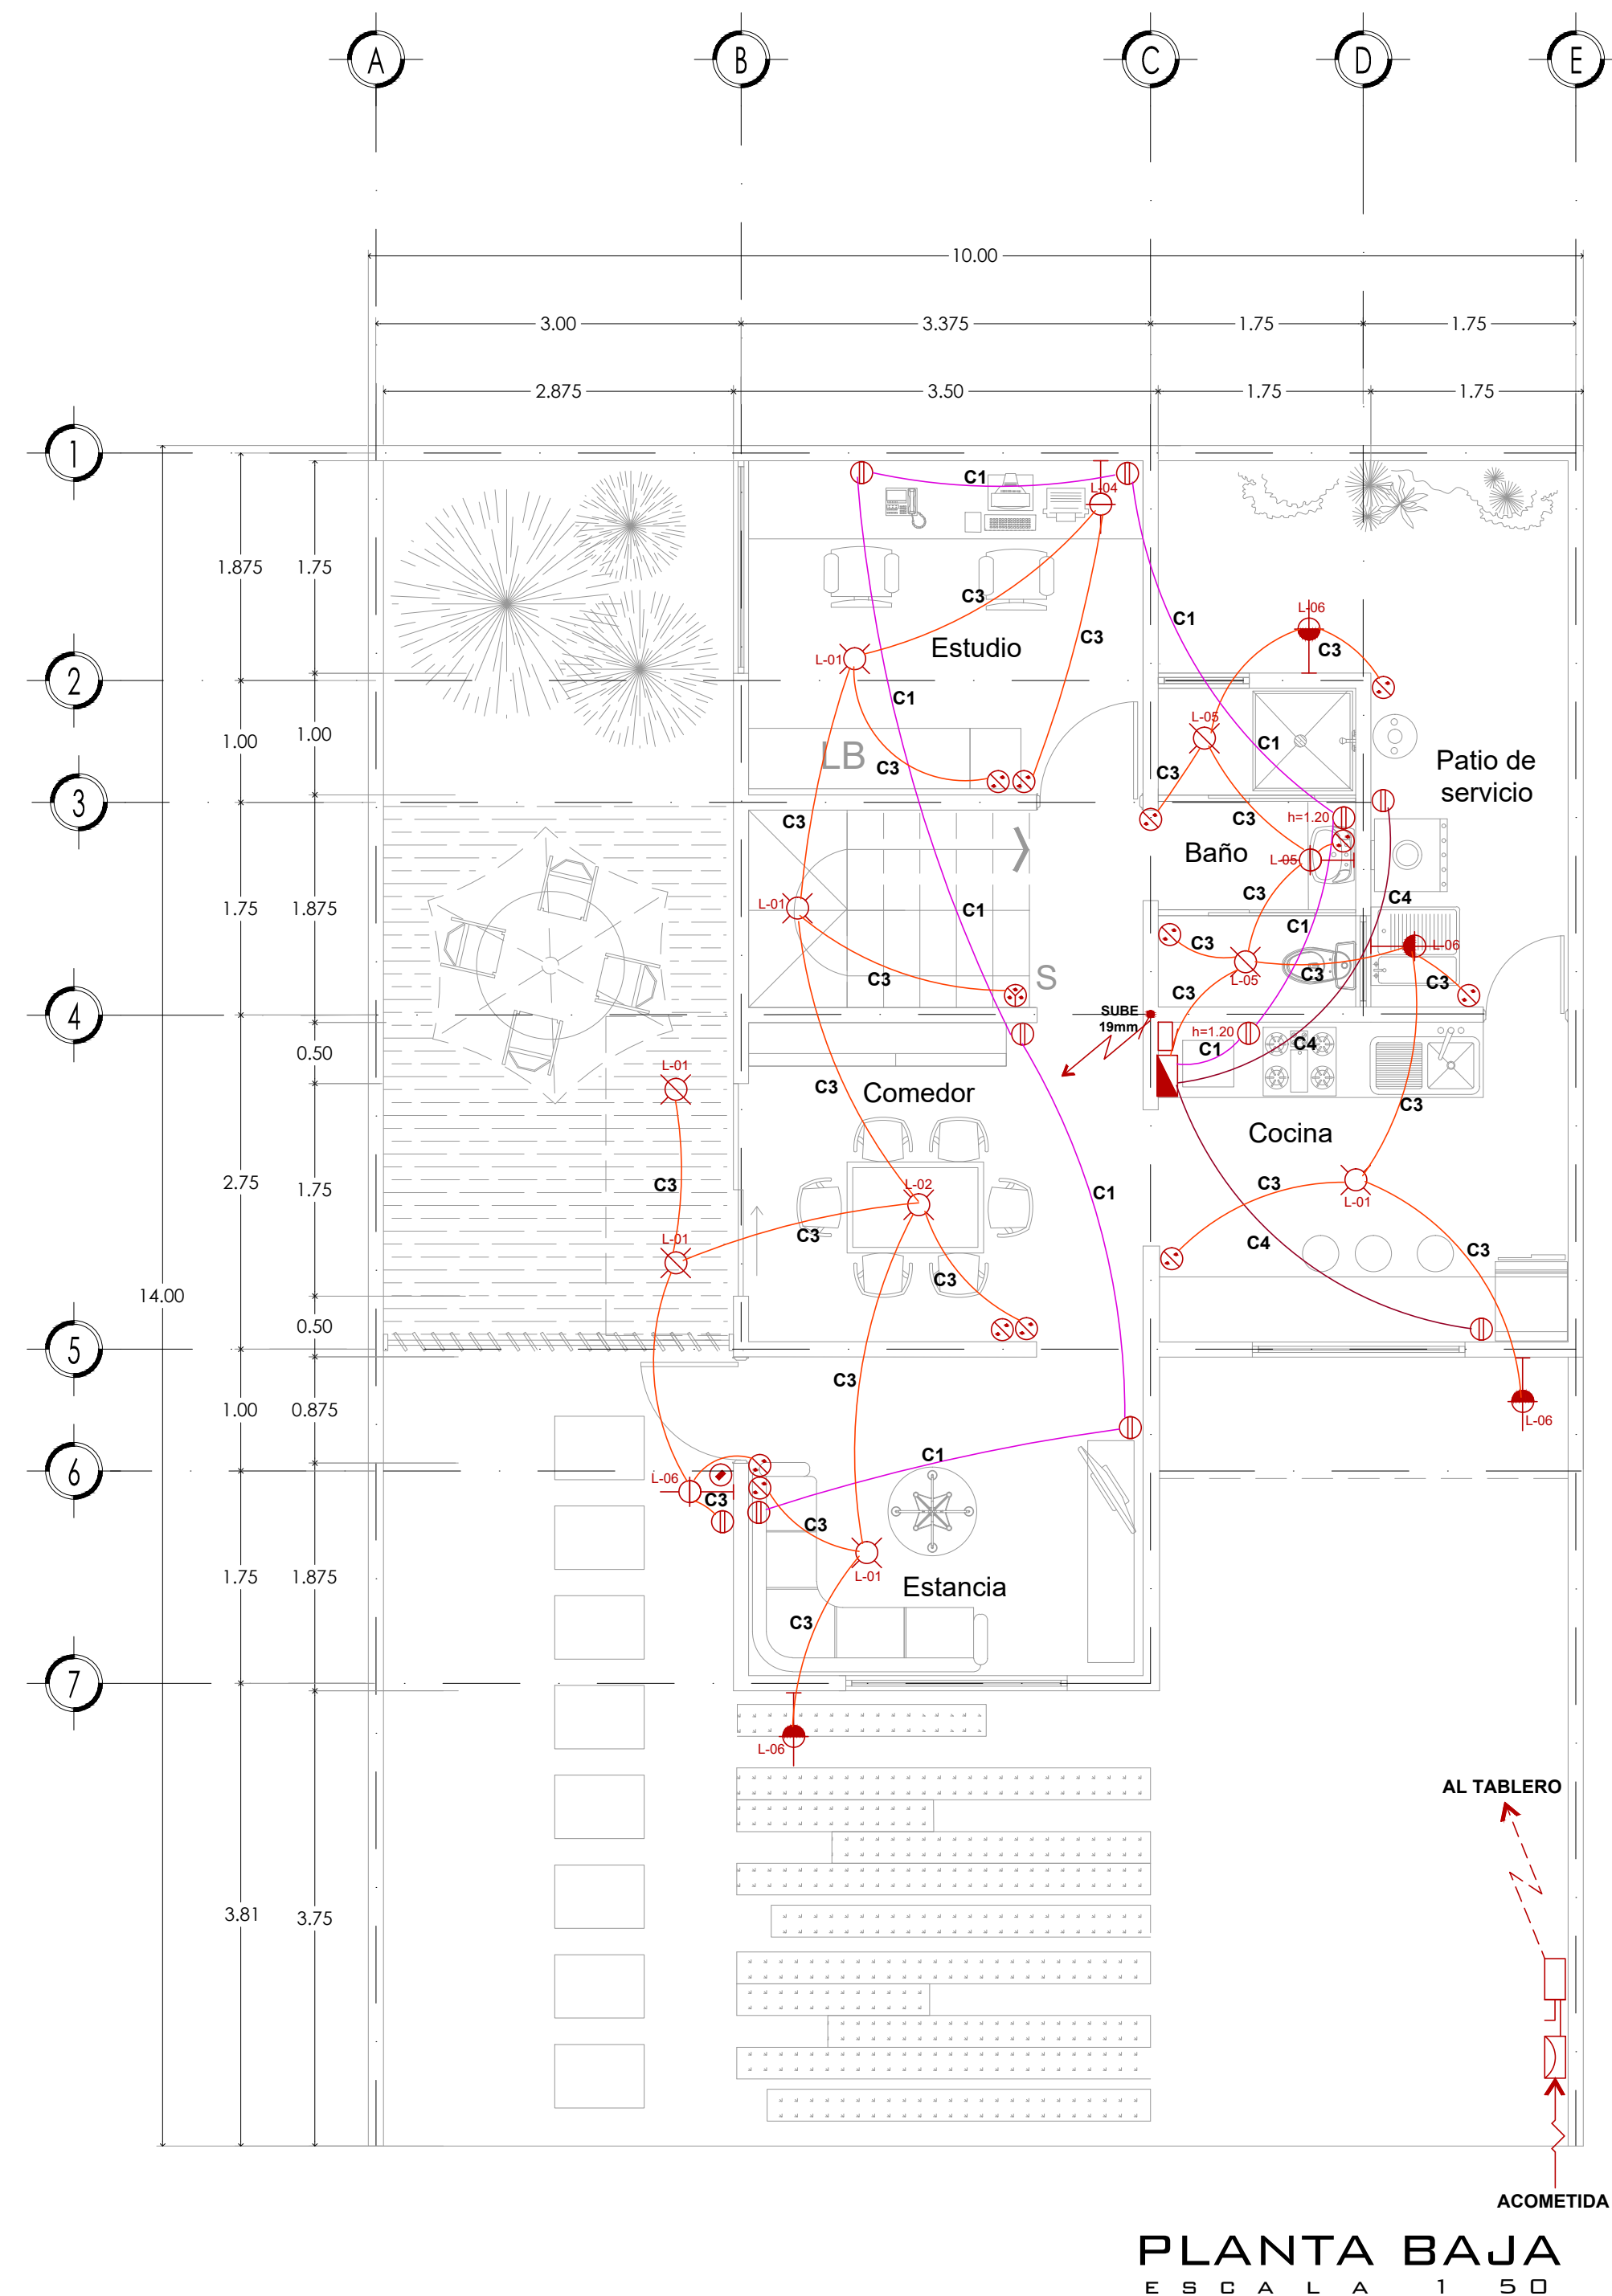 A B C D E
10.00
3.00 3.375 1.75 1.75
2.875 3.50 1.75 1.75
1
C1
L-04
1.875 1.75
C3
L-06
C1
C3
C3
Estudio
L-01
2
C1
L-05
1.00 1.00
C1
LB
C3
C3
Patio de
servicio
3
C3
C3
h=1.20
Baño
L-05
C3
C4
1.75 1.875
L-01
C1
C1
C3
L-06
C3
S
L-05
C3
C3
C3
4
SUBE
19mm
h=1.20
C1
C4
0.50
L-01
C3
Comedor
C3
Cocina
2.75 1.75
C3
L-02
C1
C3
L-01
L-01
C3
C4
C3
C3
14.00
0.50
5
C3
1.00 0.875
L-06
C1
6
L-06
C3
C3
1.75 1.875
L-01
Estancia
C3
7
L-06
AL TABLERO
3.81 3.75
ACOMETIDA
PLANTA BAJA
ESCALA 1 50